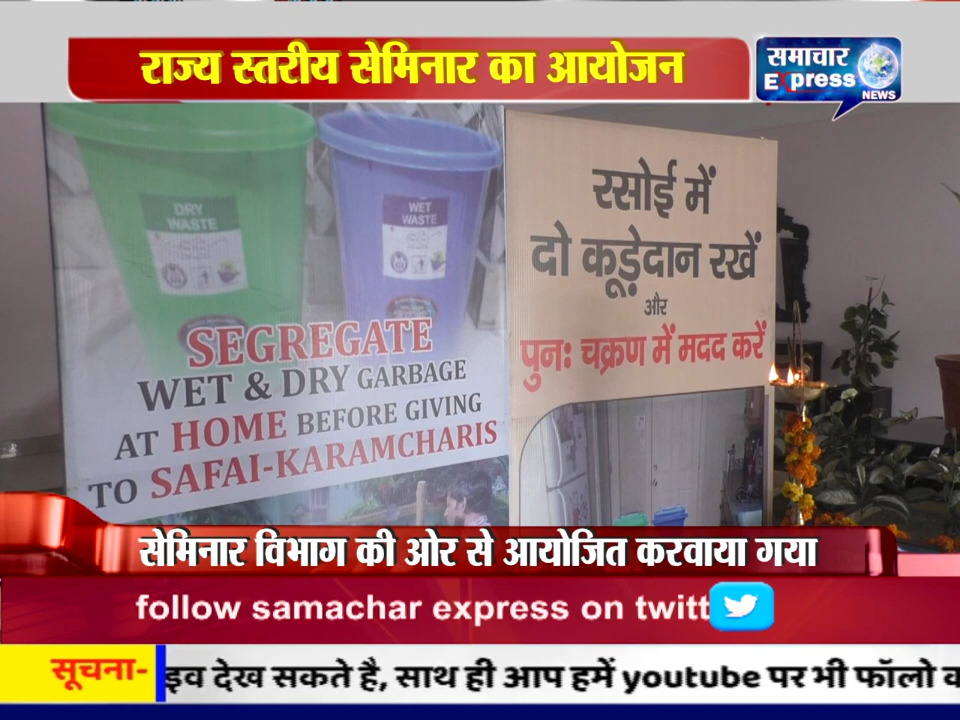 राज्य स्तरीय सेमिनार का आयोजन
समाचार
Express
NEWS
DRY
WASTE
WET
WASTE
SEGREGATE
WET & DRY GARBAGE
AT HOME BEFORE GIVING
TO SAFAI-KARAMCHARIS
रसोई में
दो कूड़ेदान रखें
और
पुनः चक्रण में मदद करें
सेमिनार विभाग की ओर से आयोजित करवाया गया
follow samachar express on twitt
सूचना-
इव देख सकते है, साथ ही आप हमें youtube पर भी फॉलो